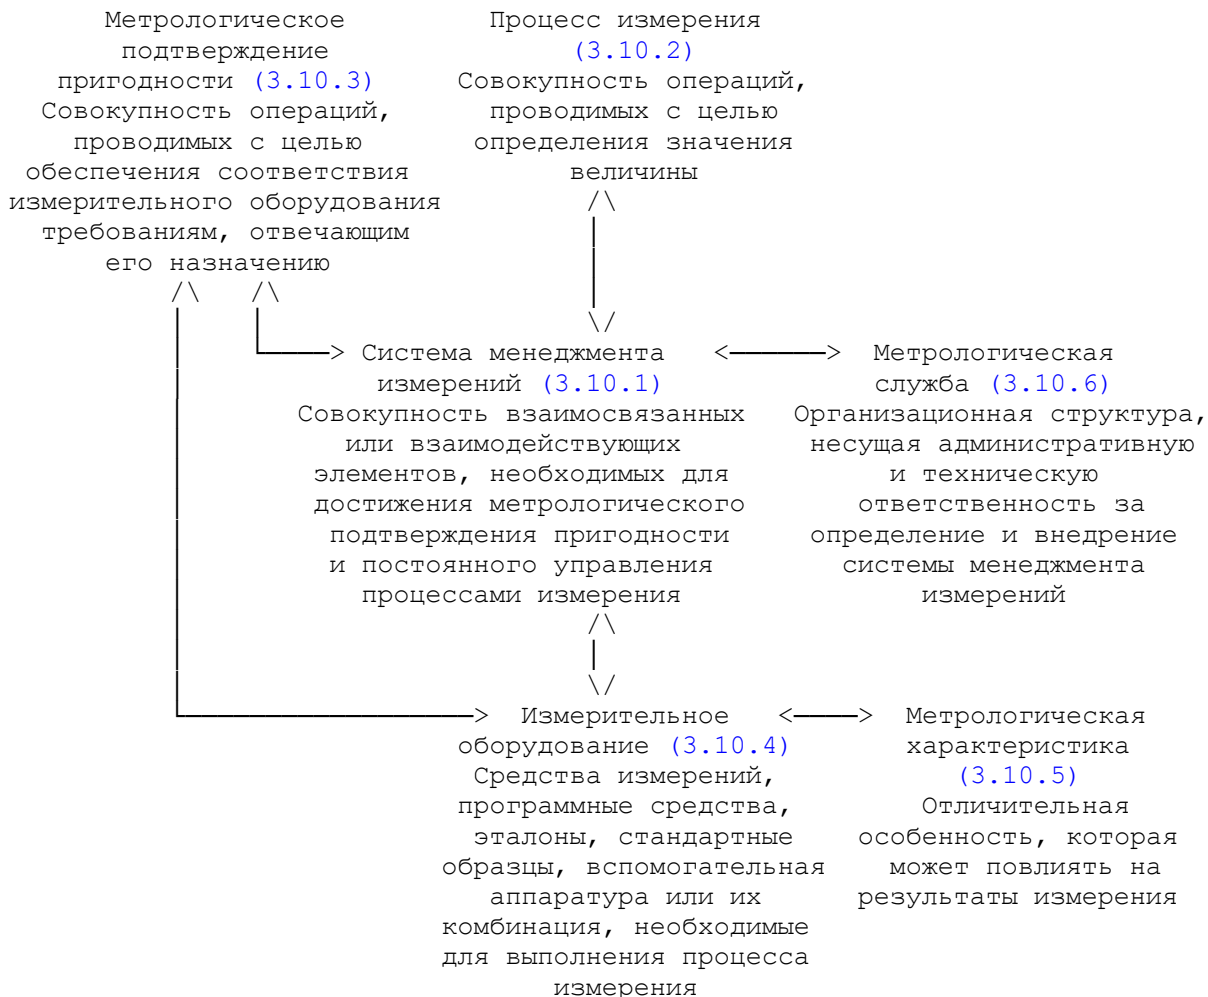 Метрологическое
подтверждение
пригодности (3.10.3)
Совокупность операций,
проводимых с целью
обеспечения соответствия
измерительного оборудования
требованиям, отвечающим
его назначению
Процесс измерения
(3.10.2)
Совокупность операций,
проводимых с целью
определения значения
величины
Система менеджмента
измерений (3.10.1)
Совокупность взаимосвязанных
или взаимодействующих
элементов, необходимых для
достижения метрологического
подтверждения пригодности
и постоянного управления
процессами измерения
Метрологическая
служба (3.10.6)
Организационная структура,
несущая административную
и техническую
ответственность за
определение и внедрение
системы менеджмента
измерений
Измерительное
оборудование (3.10.4)
Средства измерений,
программные средства,
эталоны, стандартные
образцы, вспомогательная
аппаратура или их
комбинация, необходимые
для выполнения процесса
измерения
Метрологическая
характеристика
(3.10.5)
Отличительная
особенность, которая
может повлиять на
результаты измерения